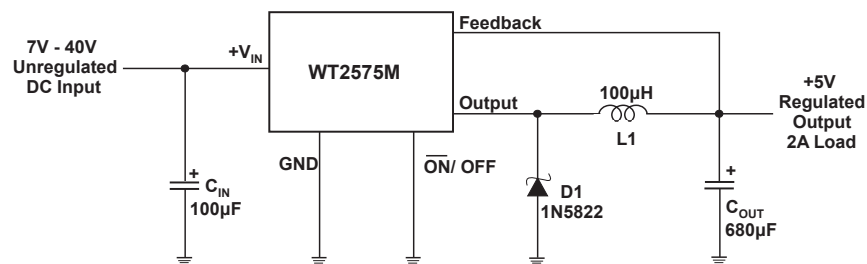 7V - 40V
Unregulated
DC Input
+VIN
WT2575M
Feedback
Output
100μH
L1
+5V
Regulated
Output
2A Load
GND
ON/ OFF
+
CIN
100μF
D1
1N5822
+
COUT
680μF